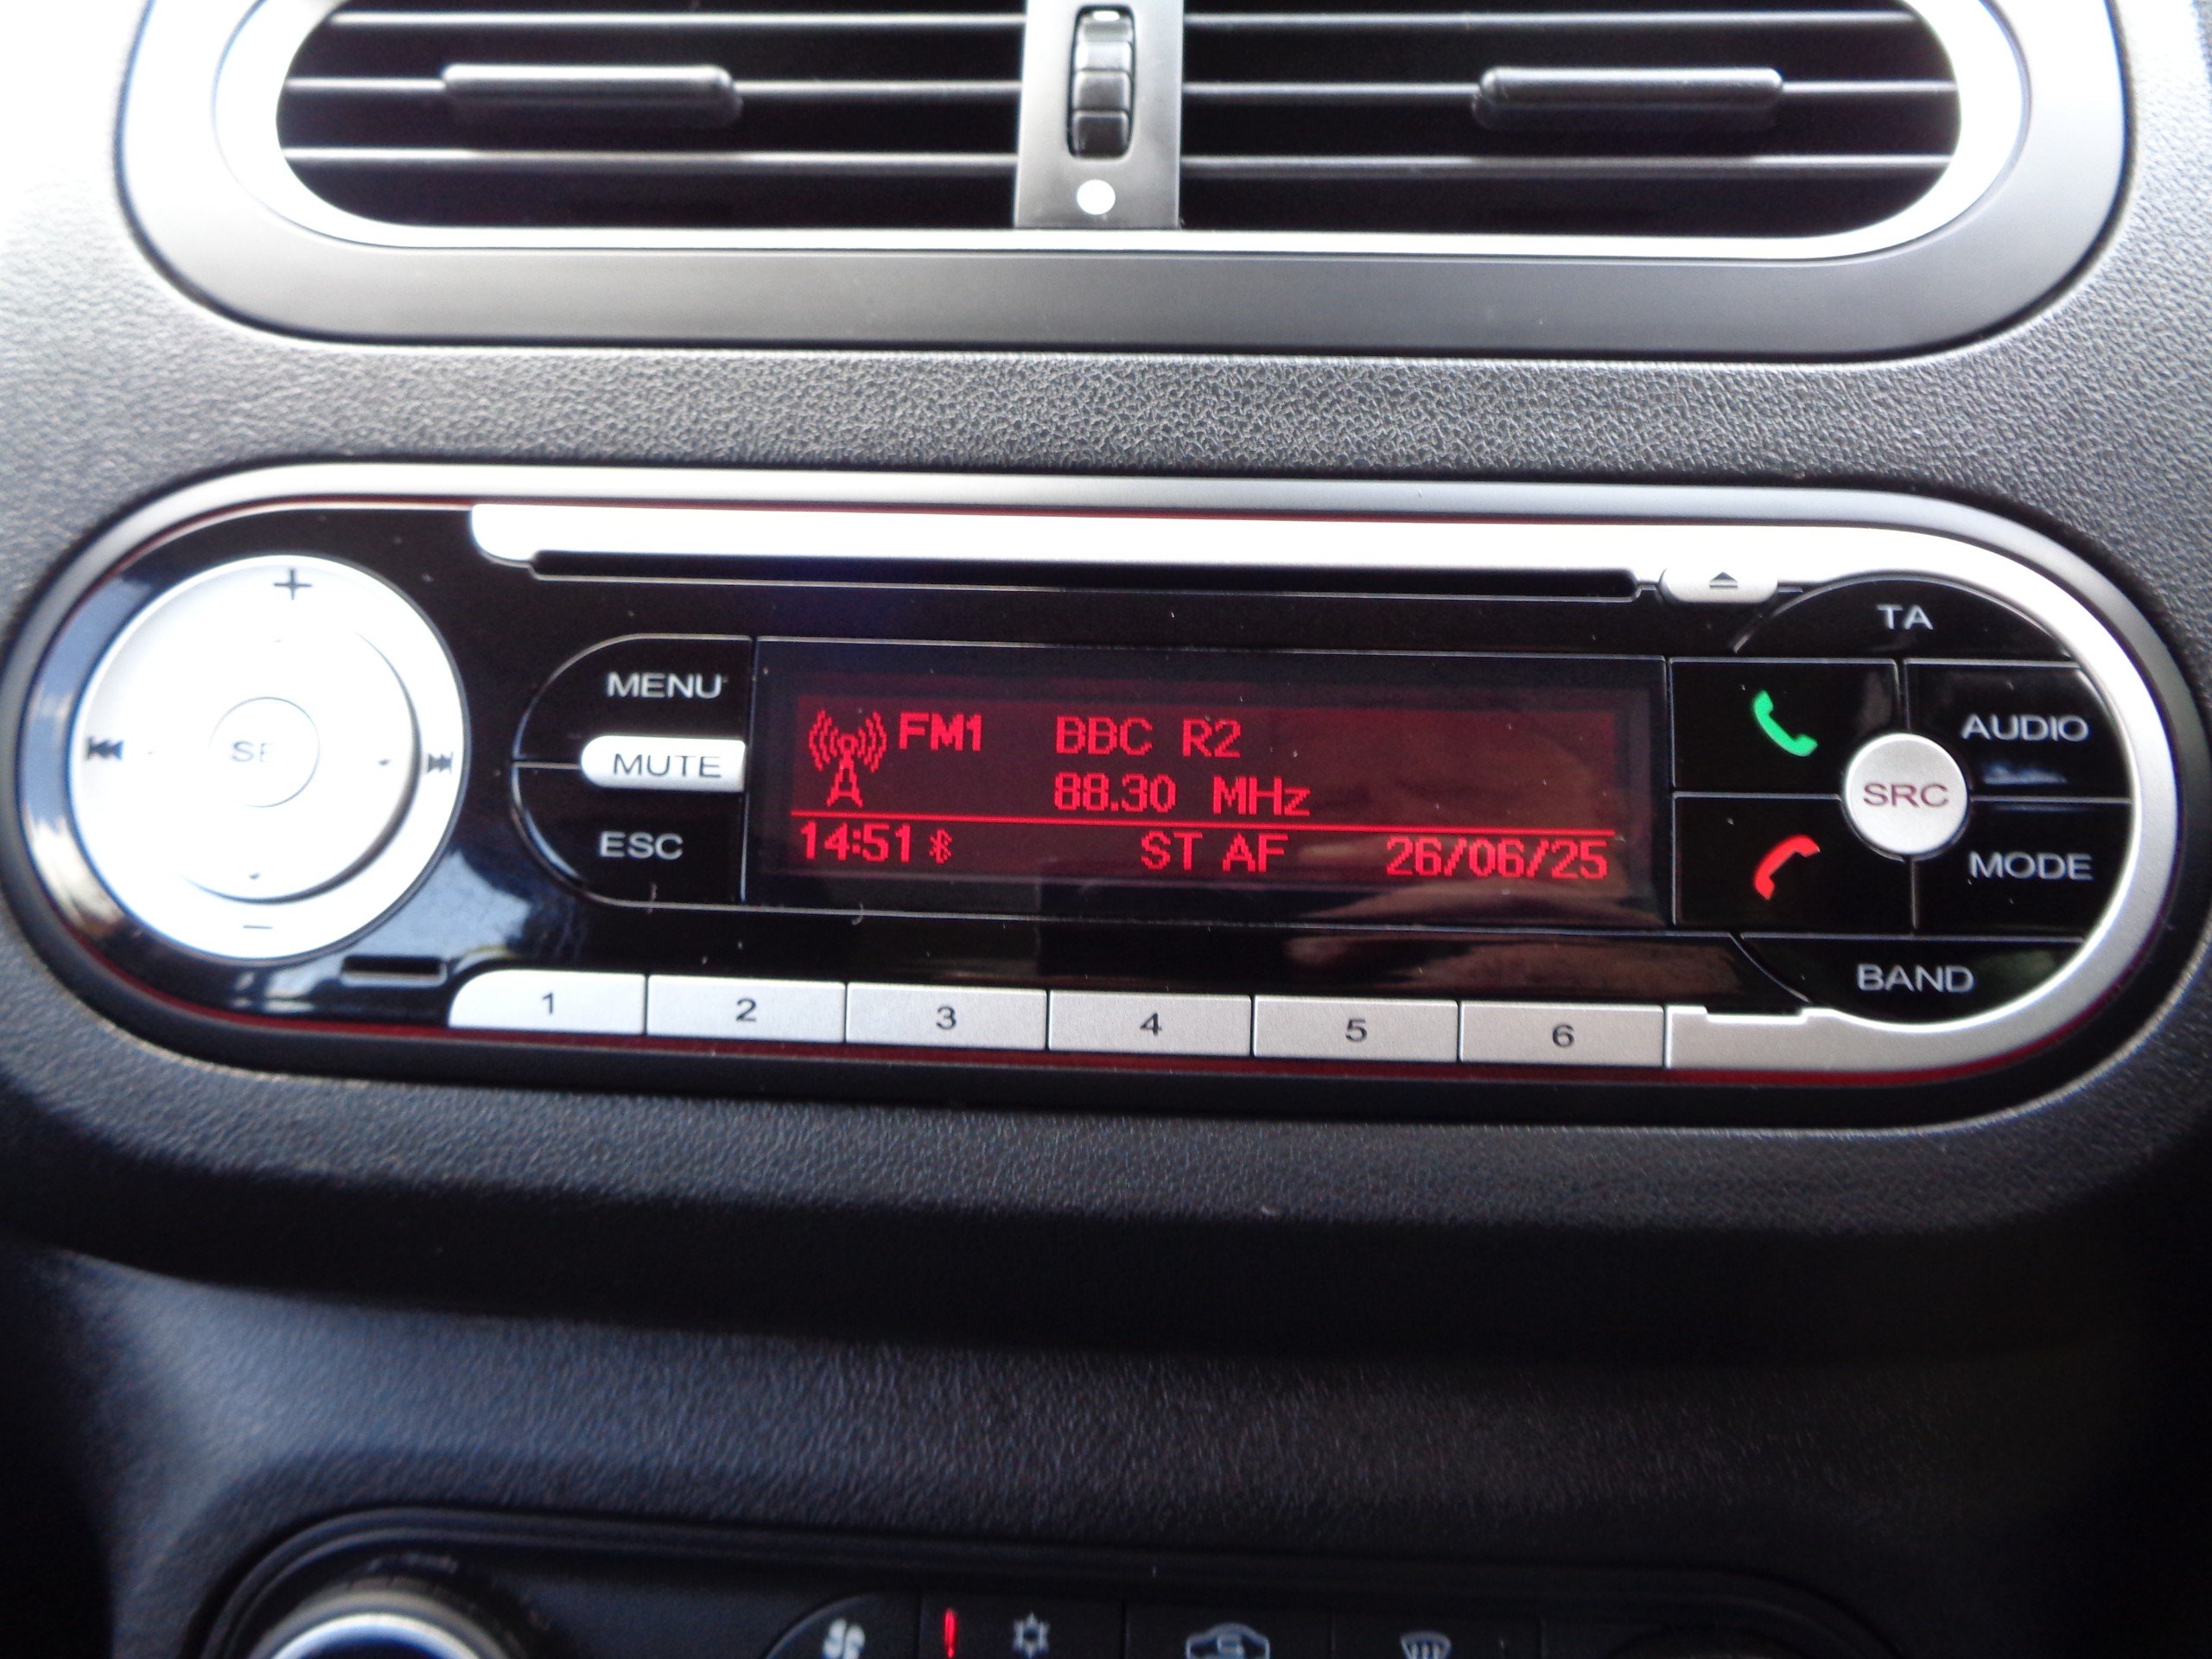 +
TA
MENU
FM1 BBC R2
AUDIO
MUTE
88.30 MHz
SRC
14:51 ST AF 26/06/25
ESC
MODE
−
BAND
1 2 3 4 5 6